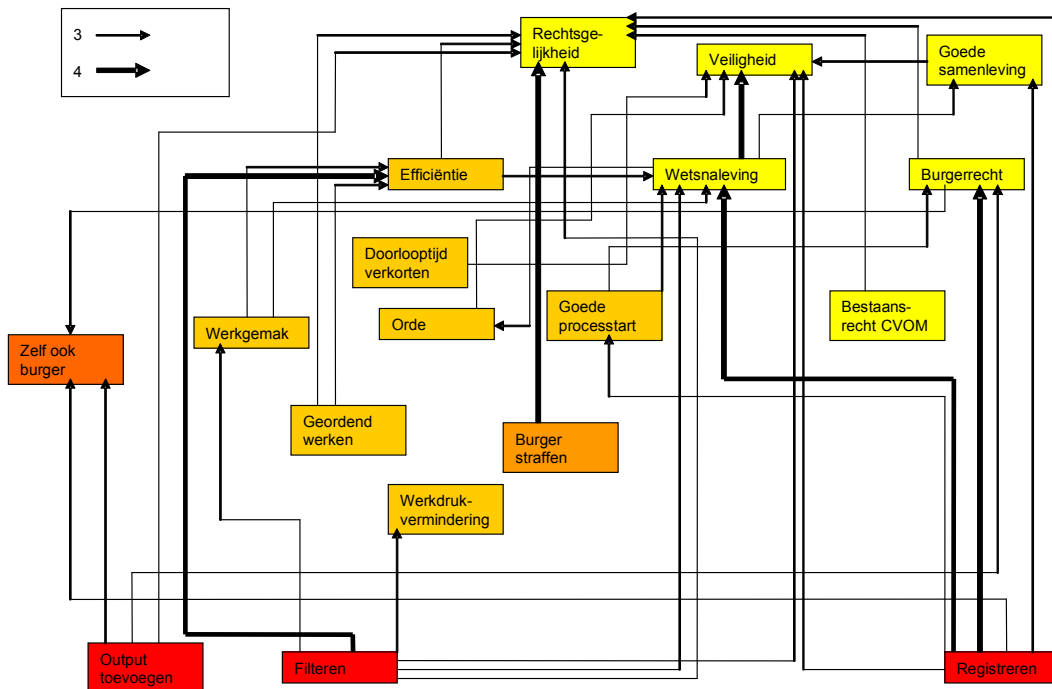 3
4
Rechtsge-
lijkheid
Veiligheid
Goede
samenleving
Efficiëntie
Wetsnaleving
Burgerrecht
Doorlooptijd
verkorten
Werkgemak
Orde
Goede
processtart
Bestaans-
recht CVOM
Zelf ook
burger
Geordend
werken
Burger
straffen
Werkdruk-
vermindering
Output
toevoegen
Filteren
Registreren